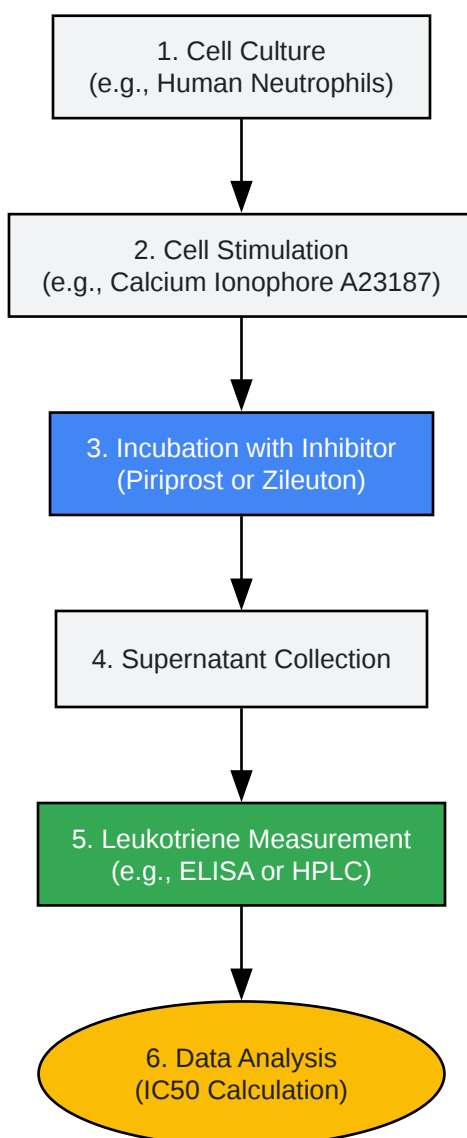 1. Cell Culture
(e.g., Human Neutrophils)
2. Cell Stimulation
(e.g., Calcium Ionophore A23187)
3. Incubation with Inhibitor
(Piriprost or Zileuton)
4. Supernatant Collection
5. Leukotriene Measurement
(e.g., ELISA or HPLC)
6. Data Analysis
(IC50 Calculation)